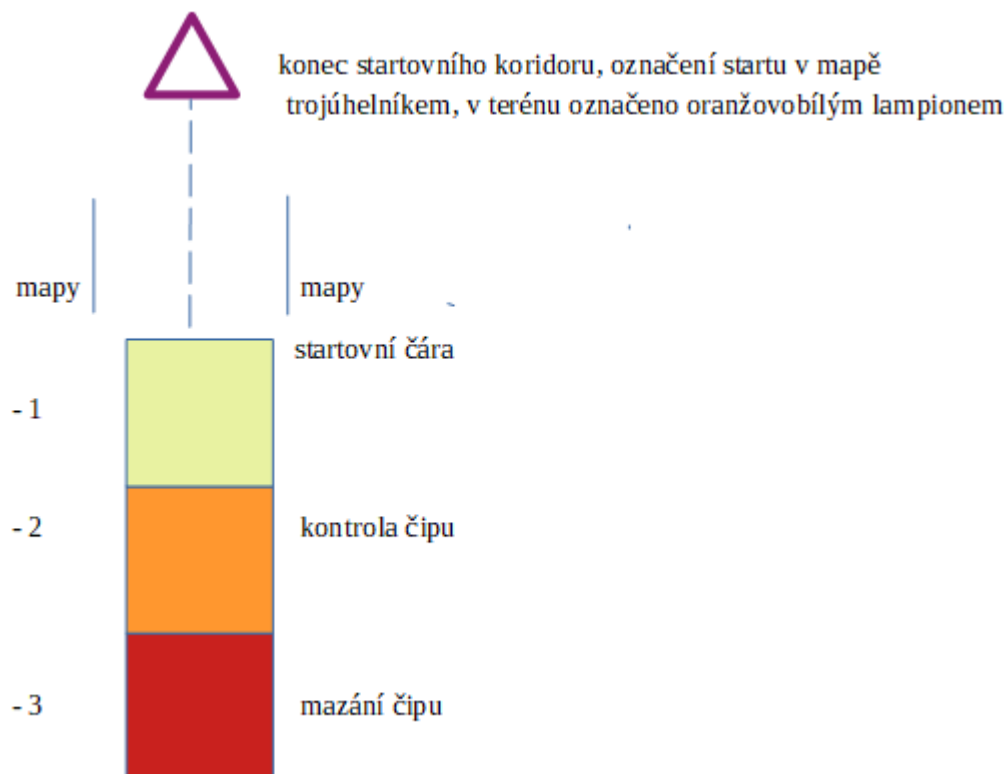 konec startovního koridoru, označení startu v mapě
trojúhelníkem, v terénu označeno oranžovobílým lampionem
mapy
mapy
startovní čára
- 1
- 2
kontrola čipu
- 3
mazání čipu